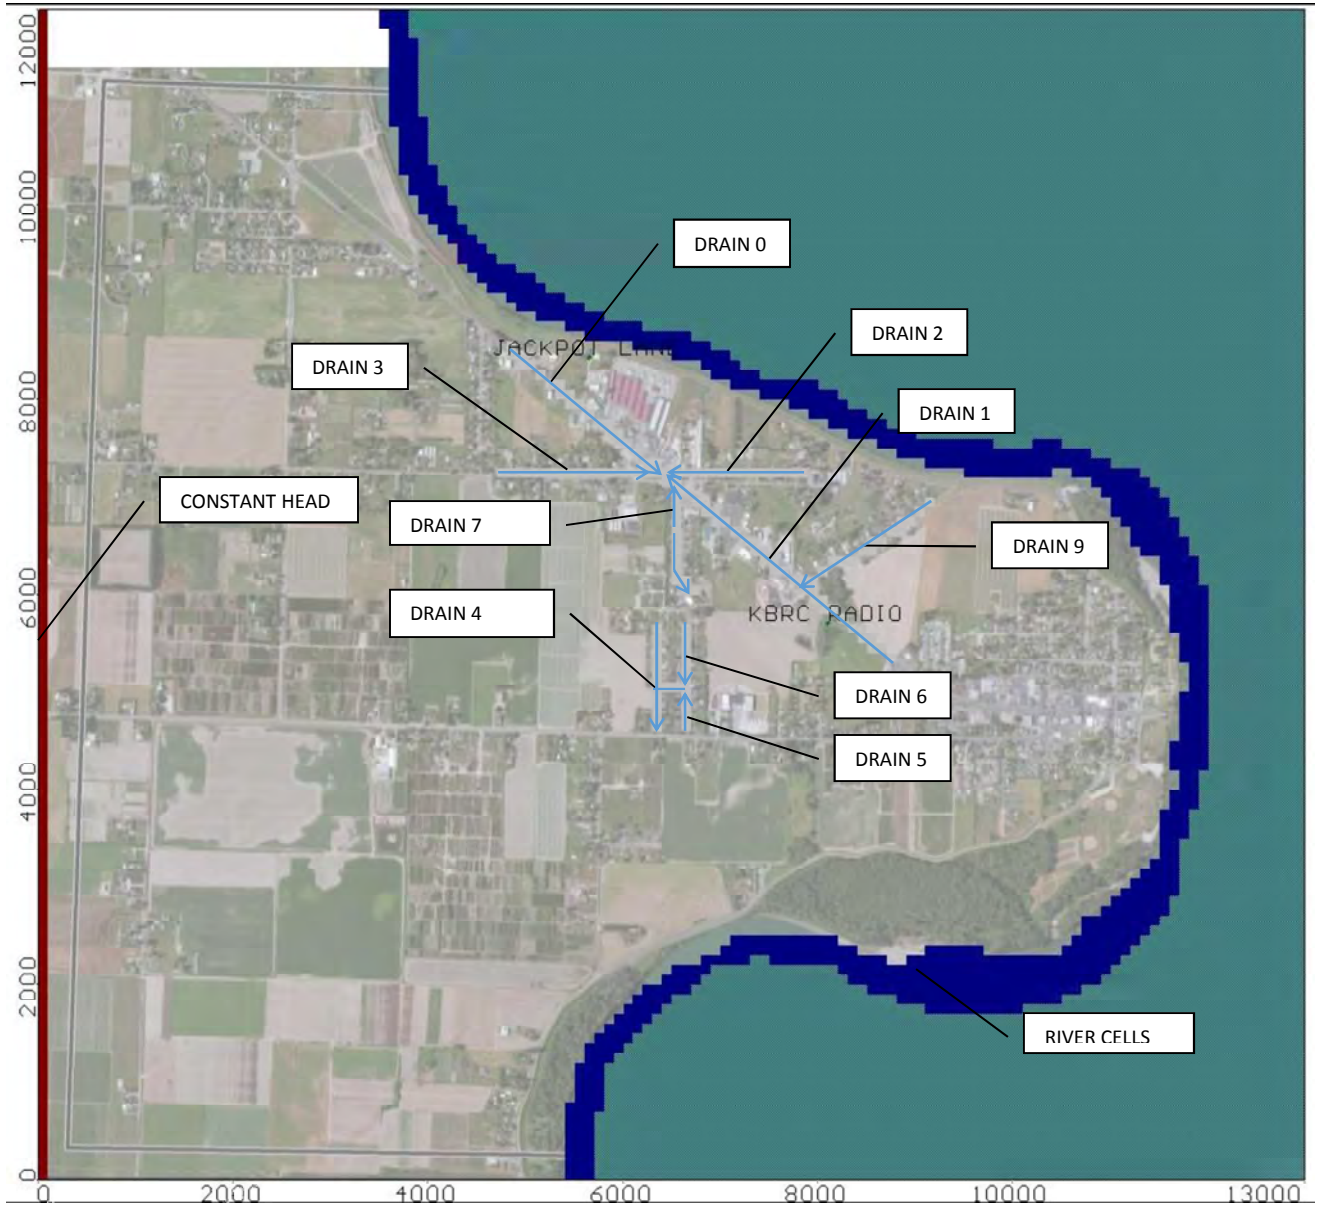 12000
10000
8000
6000
4000
2000
0
DRAIN 0
DRAIN 2
JACKPOT LANE
DRAIN 3
DRAIN 1
CONSTANT HEAD
DRAIN 7
DRAIN 9
DRAIN 4
KBRC RADIO
DRAIN 6
DRAIN 5
RIVER CELLS
0 2000 4000 6000 8000 10000 13000